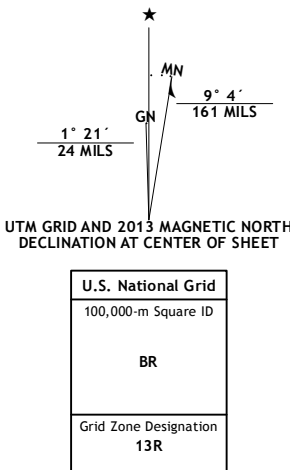 ★
MN
GN
9° 4´
161 MILS
1° 21´
24 MILS
UTM GRID AND 2013 MAGNETIC NORTH
DECLINATION AT CENTER OF SHEET
U.S. National Grid
100,000-m Square ID
BR
Grid Zone Designation
13R